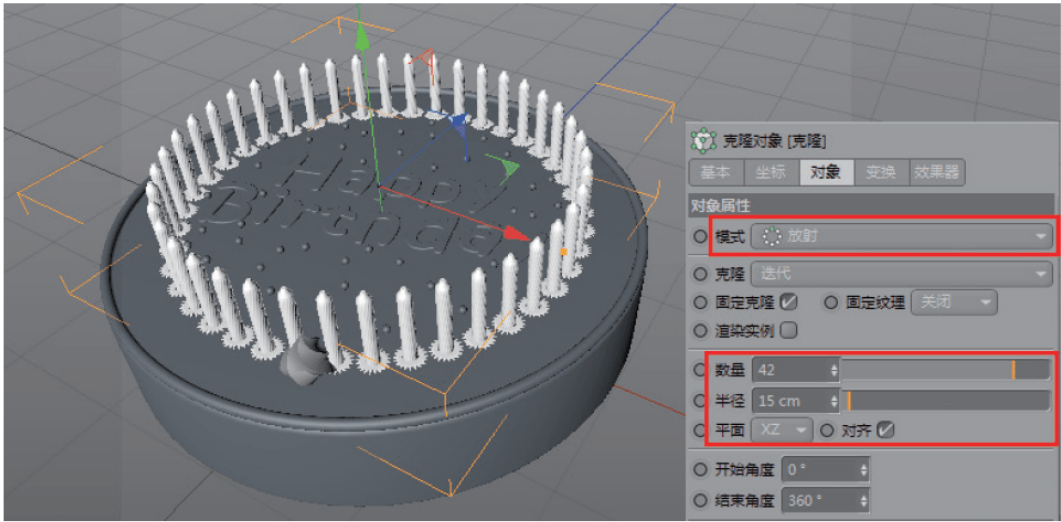 Happy
Birthda
克隆对象 [克隆]
基本 坐标 对象 变换 效果器
对象属性
模式 放射
克隆 迭代
固定克隆 固定纹理 关闭
渲染实例
数量 42
半径 15 cm
平面 XZ 对齐
开始角度 0°
结束角度 360°